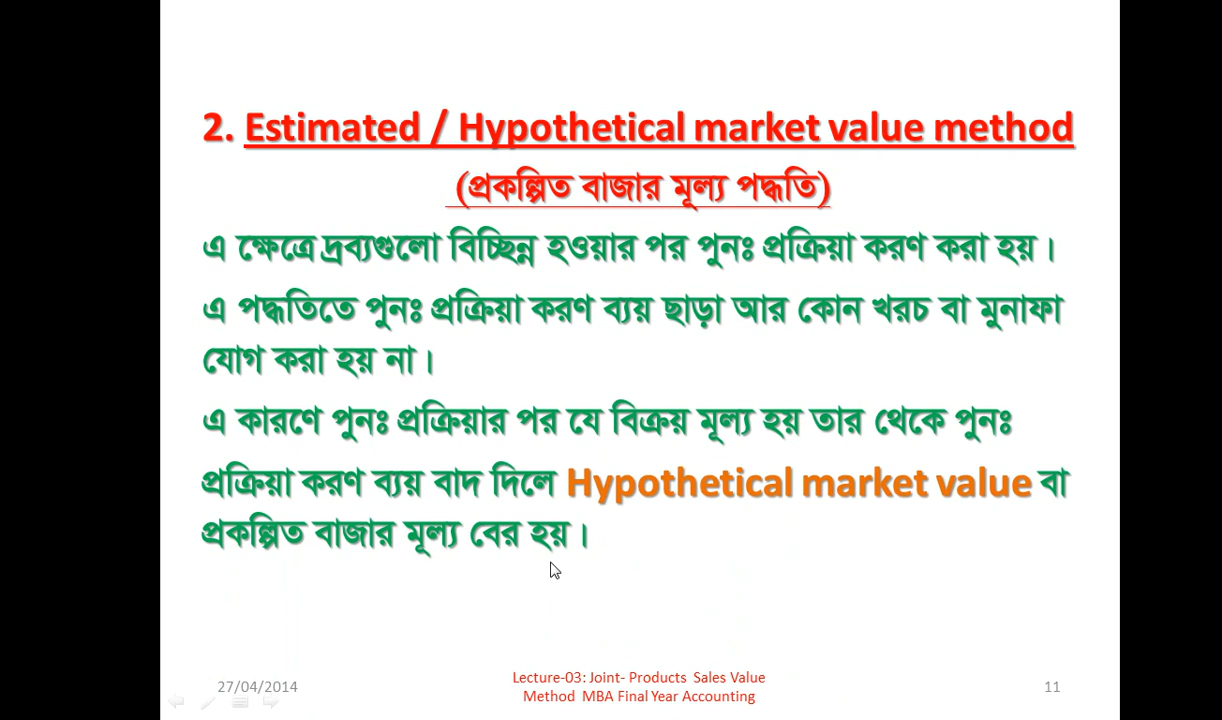 2. Estimated / Hypothetical market value method
(প্রকল্পিত বাজার মূল্য পদ্ধতি)
এ ক্ষেত্রে দ্রব্যগুলো বিচ্ছিন্ন হওয়ার পর পুনঃ প্রক্রিয়া করণ করা হয়।
এ পদ্ধতিতে পুনঃ প্রক্রিয়া করণ ব্যয় ছাড়া আর কোন খরচ বা মুনাফা
যোগ করা হয় না।
এ কারণে পুনঃ প্রক্রিয়ার পর যে বিক্রয় মূল্য হয় তার থেকে পুনঃ
প্রক্রিয়া করণ ব্যয় বাদ দিলে Hypothetical market value বা
প্রকল্পিত বাজার মূল্য বের হয়।
27/04/2014
Lecture-03: Joint- Products Sales Value
Method MBA Final Year Accounting
11